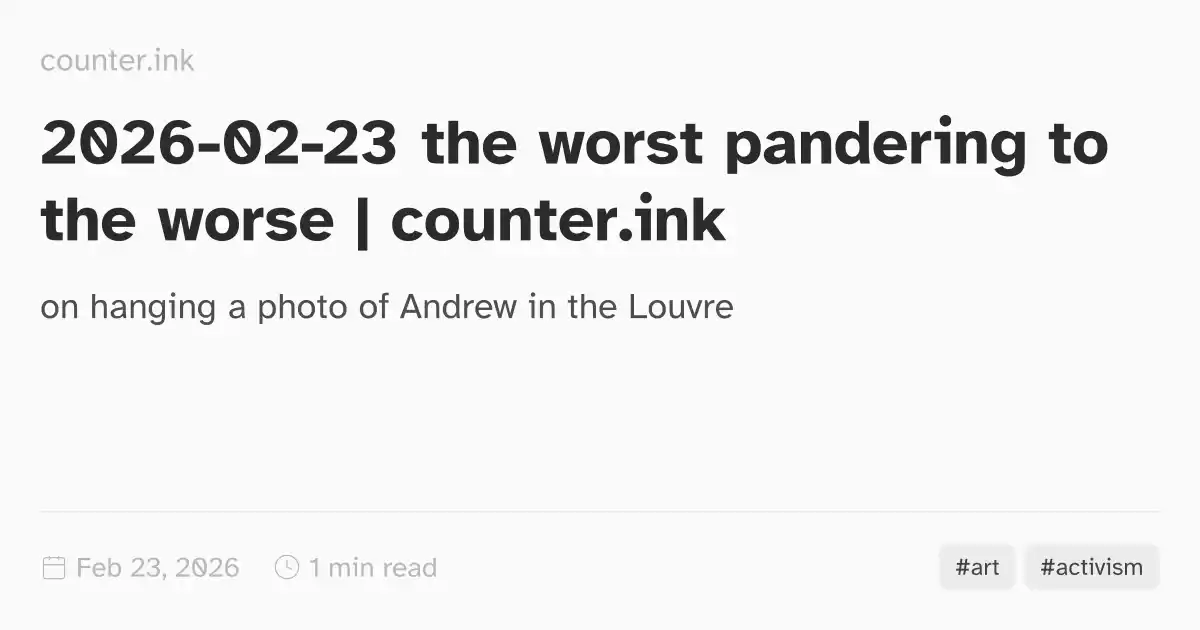 counter.ink
2026-02-23 the worst pandering to
the worse | counter.ink
on hanging a photo of Andrew in the Louvre
Feb 23, 2026 1 min read #art #activism